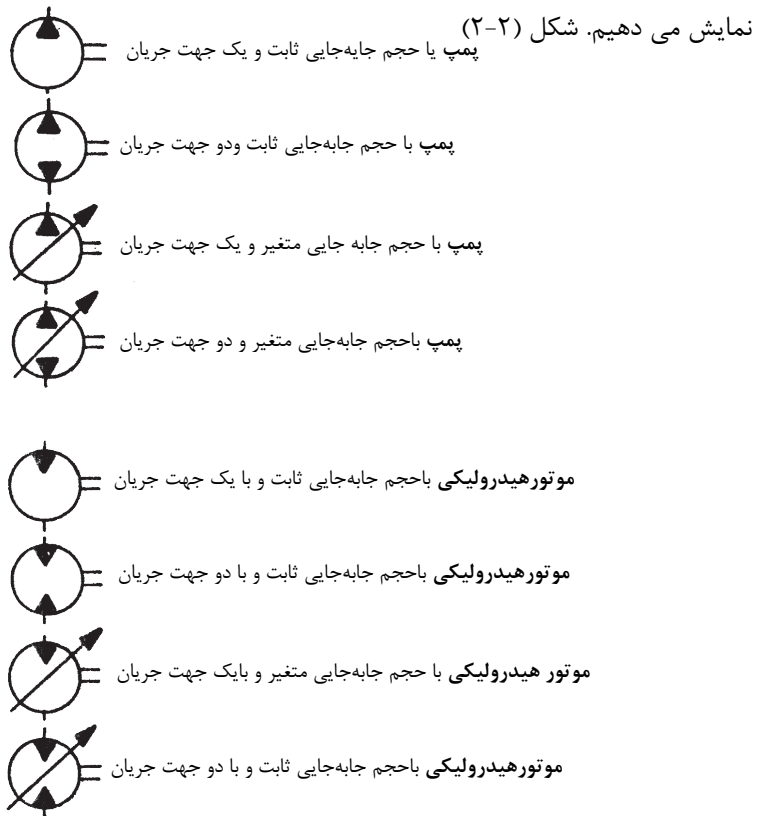 نمایش می دهیم. شکل (۲-۲)
پمپ یا حجم جایه‌جایی ثابت و یک جهت جریان
پمپ با حجم جابه‌جایی ثابت ودو جهت جریان
پمپ با حجم جابه جایی متغیر و یک جهت جریان
پمپ باحجم جابه‌جایی متغیر و دو جهت جریان
موتورهیدرولیکی باحجم جابه‌جایی ثابت و با یک جهت جریان
موتورهیدرولیکی باحجم جابه‌جایی ثابت و با دو جهت جریان
موتور هیدرولیکی با حجم جابه‌جایی متغیر و بایک جهت جریان
موتورهیدرولیکی باحجم جابه‌جایی ثابت و با دو جهت جریان